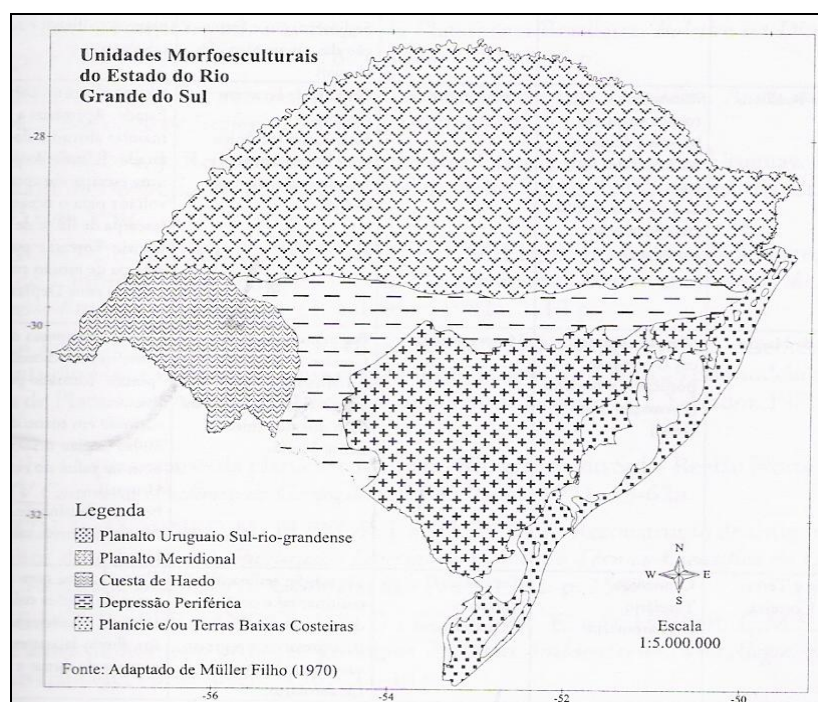 Unidades Morfoesculturais
do Estado do Rio
Grande do Sul
-28
-30
-32
Legenda
Planalto Uruguaio Sul-rio-grandense
Planalto Meridional
Cuesta de Haedo
Depressão Periférica
Planície e/ou Terras Baixas Costeiras
Fonte: Adaptado de Müller Filho (1970)
N
W E
S
Escala
1:5.000.000
-56 -54 -52 -50